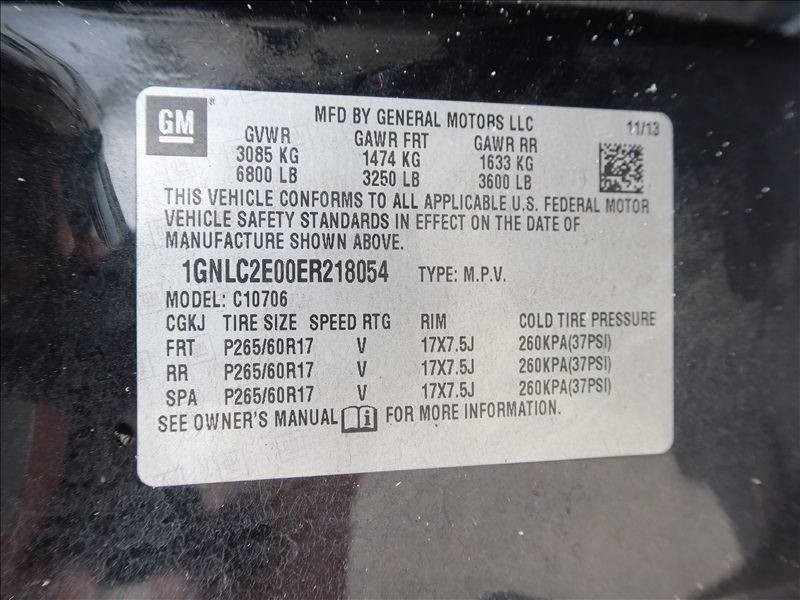 GM
MFD BY GENERAL MOTORS LLC 11/13
GVWR GAWR FRT GAWR RR
3085 KG 1474 KG 1633 KG
6800 LB 3250 LB 3600 LB
THIS VEHICLE CONFORMS TO ALL APPLICABLE U.S. FEDERAL MOTOR
VEHICLE SAFETY STANDARDS IN EFFECT ON THE DATE OF
MANUFACTURE SHOWN ABOVE.
1GNLC2E00ER218054 TYPE: M.P.V.
MODEL: C10706
CGKJ TIRE SIZE SPEED RTG RIM COLD TIRE PRESSURE
FRT P265/60R17 V 17X7.5J 260KPA(37PSI)
RR P265/60R17 V 17X7.5J 260KPA(37PSI)
SPA P265/60R17 V 17X7.5J 260KPA(37PSI)
SEE OWNER'S MANUAL i FOR MORE INFORMATION.